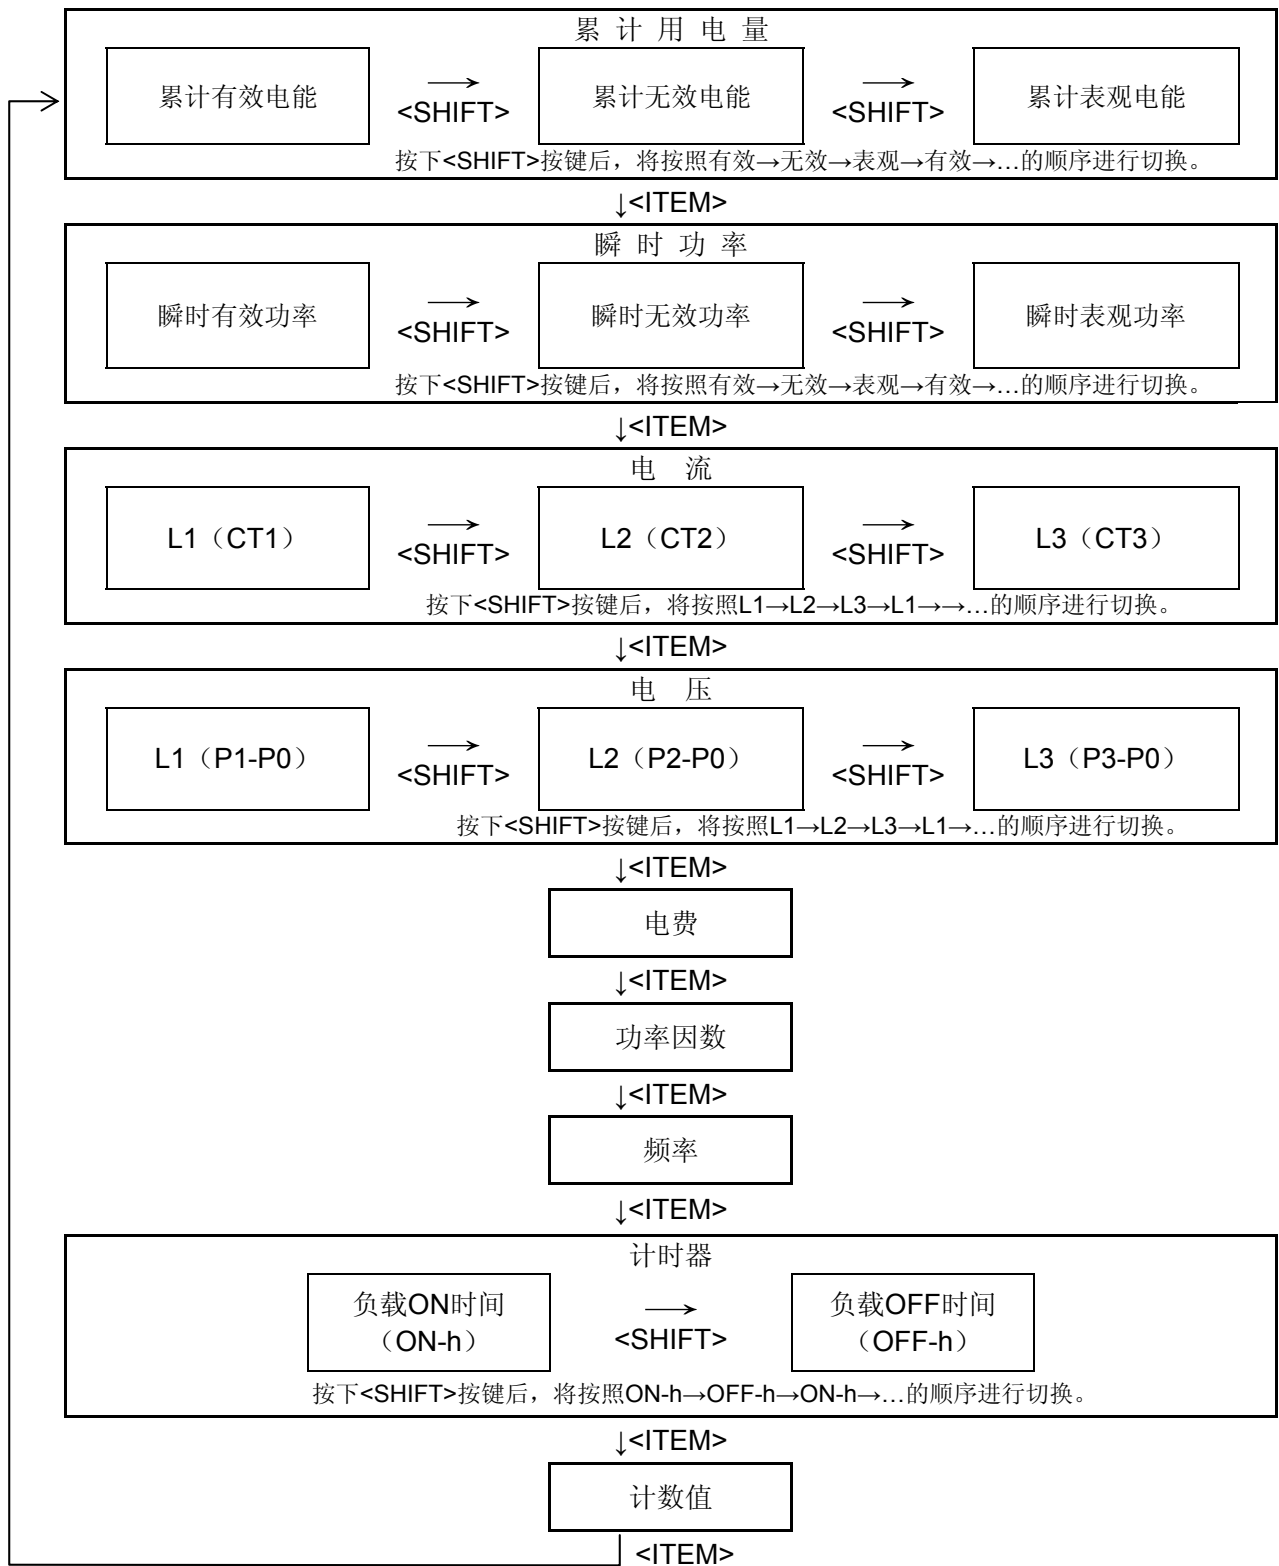 累 计 用 电 量
累计有效电能 → 累计无效电能 → 累计表观电能
<SHIFT> <SHIFT>
按下<SHIFT>按键后，将按照有效→无效→表观→有效→…的顺序进行切换。
↓<ITEM>
瞬 时 功 率
瞬时有效功率 → 瞬时无效功率 → 瞬时表观功率
<SHIFT> <SHIFT>
按下<SHIFT>按键后，将按照有效→无效→表观→有效→…的顺序进行切换。
↓<ITEM>
电 流
L1（CT1） → L2（CT2） → L3（CT3）
<SHIFT> <SHIFT>
按下<SHIFT>按键后，将按照L1→L2→L3→L1→→…的顺序进行切换。
↓<ITEM>
电 压
L1（P1-P0） → L2（P2-P0） → L3（P3-P0）
<SHIFT> <SHIFT>
按下<SHIFT>按键后，将按照L1→L2→L3→L1→…的顺序进行切换。
↓<ITEM>
电费
↓<ITEM>
功率因数
↓<ITEM>
频率
↓<ITEM>
计时器
负载ON时间 → 负载OFF时间
（ON-h） <SHIFT> （OFF-h）
按下<SHIFT>按键后，将按照ON-h→OFF-h→ON-h→…的顺序进行切换。
↓<ITEM>
计数值
<ITEM>